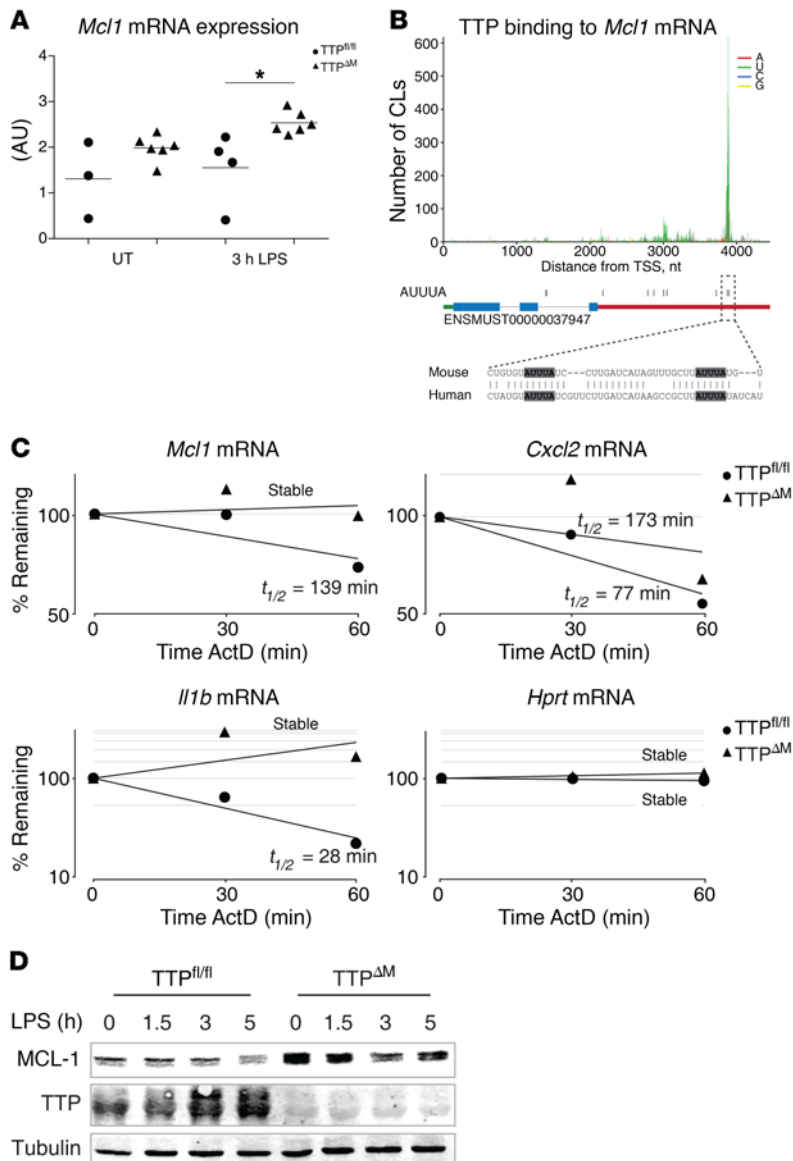 A
Mcl1 mRNA expression
TTP^fl/fl
TTP^ΔM
*
4
3
2
1
0
(AU)
UT
3 h LPS
B
TTP binding to Mcl1 mRNA
A
U
C
G
600
500
400
300
200
100
0
Number of CLs
0 1000 2000 3000 4000
Distance from TSS, nt
AUUUA
ENSMUST00000037947
Mouse CUGUGUAUUUAUC---CUUGAUCAUAGUUUGCUUAUUUAUG---U
Human CUAUGUAUUUAUCGUUCUUGAUCAUAAGCCGCUUAUUUAUAUCAU
C
Mcl1 mRNA
% Remaining
100
50
Stable
t1/2 = 139 min
0 30 60
Time ActD (min)
Cxcl2 mRNA
100
50
t1/2 = 173 min
t1/2 = 77 min
0 30 60
Time ActD (min)
TTP^fl/fl
TTP^ΔM
Il1b mRNA
% Remaining
100
10
Stable
t1/2 = 28 min
0 30 60
Time ActD (min)
Hprt mRNA
100
10
Stable
Stable
0 30 60
Time ActD (min)
TTP^fl/fl
TTP^ΔM
D
TTP^fl/fl TTP^ΔM
LPS (h) 0 1.5 3 5 0 1.5 3 5
MCL-1
TTP
Tubulin